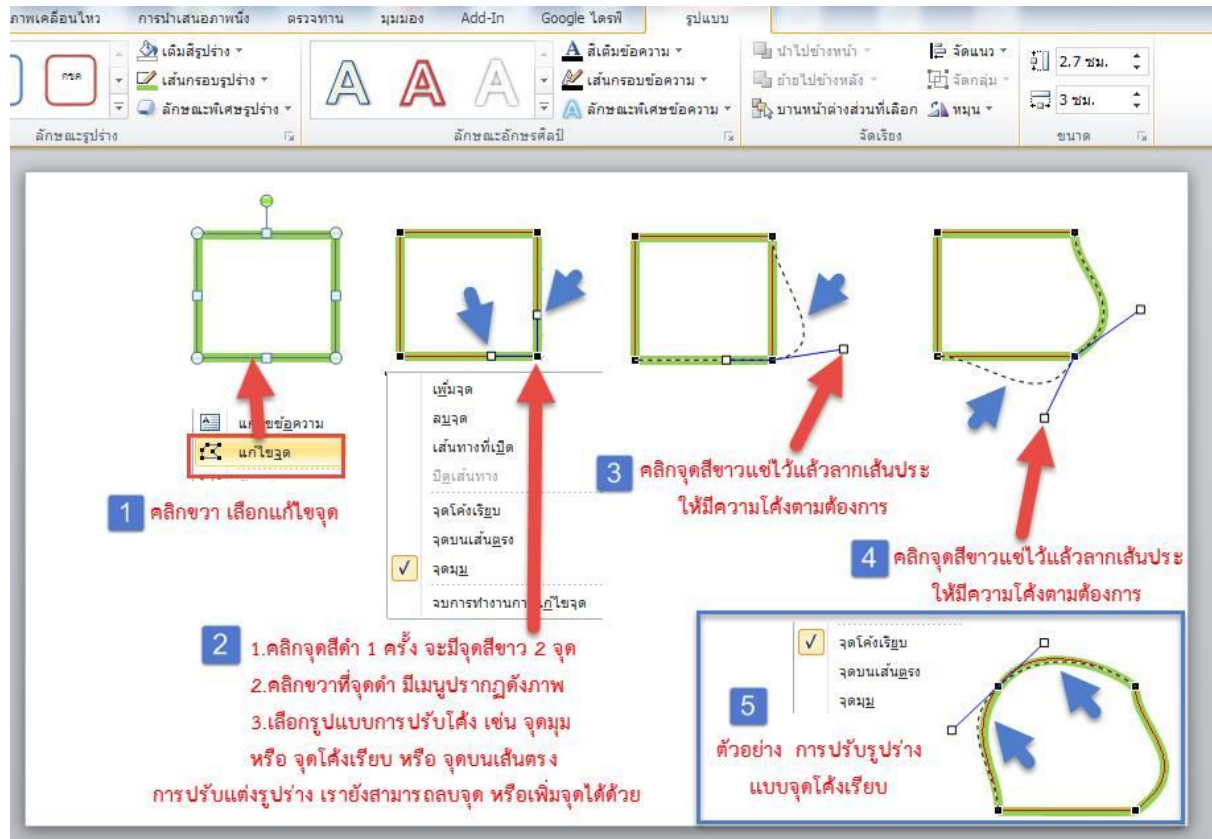 ภาพเคลื่อนไหว การนำเสนอภาพนิ่ง ตรวจทาน มุมมอง Add-In Google ไดรฟ์ รูปแบบ
เติมสีรูปร่าง สีเติมข้อความ นำไปข้างหน้า จัดแนว 2.7 ซม.
กขค เส้นกรอบรูปร่าง A A A เส้นกรอบข้อความ ย้ายไปข้างหลัง จัดกลุ่ม
ลักษณะพิเศษรูปร่าง ลักษณะพิเศษข้อความ บานหน้าต่างส่วนที่เลือก หมุน 3 ซม.
ลักษณะรูปร่าง ลักษณะอักษรศิลป์ จัดเรียง ขนาด
ข้อความ
แก้ไขจุด
1 คลิกขวา เลือกแก้ไขจุด
เพิ่มจุด
ลบจุด
เส้นทางที่เปิด
ปิดเส้นทาง
จุดโค้งเรียบ
จุดบนเส้นตรง
จุดมุม
จบการทำงานการแก้ไขจุด
2 1.คลิกจุดสีดำ 1 ครั้ง จะมีจุดสีขาว 2 จุด
2.คลิกขวาที่จุดดำ มีเมนูปรากฏดังภาพ
3.เลือกรูปแบบการปรับโค้ง เช่น จุดมุม
หรือ จุดโค้งเรียบ หรือ จุดบนเส้นตรง
การปรับแต่งรูปร่าง เรายังสามารถลบจุด หรือเพิ่มจุดได้ด้วย
3 คลิกจุดสีขาวแช่ไว้แล้วลากเส้นประ
ให้มีความโค้งตามต้องการ
4 คลิกจุดสีขาวแช่ไว้แล้วลากเส้นประ
ให้มีความโค้งตามต้องการ
จุดโค้งเรียบ
จุดบนเส้นตรง
จุดมุม
5
ตัวอย่าง การปรับรูปร่าง
แบบจุดโค้งเรียบ